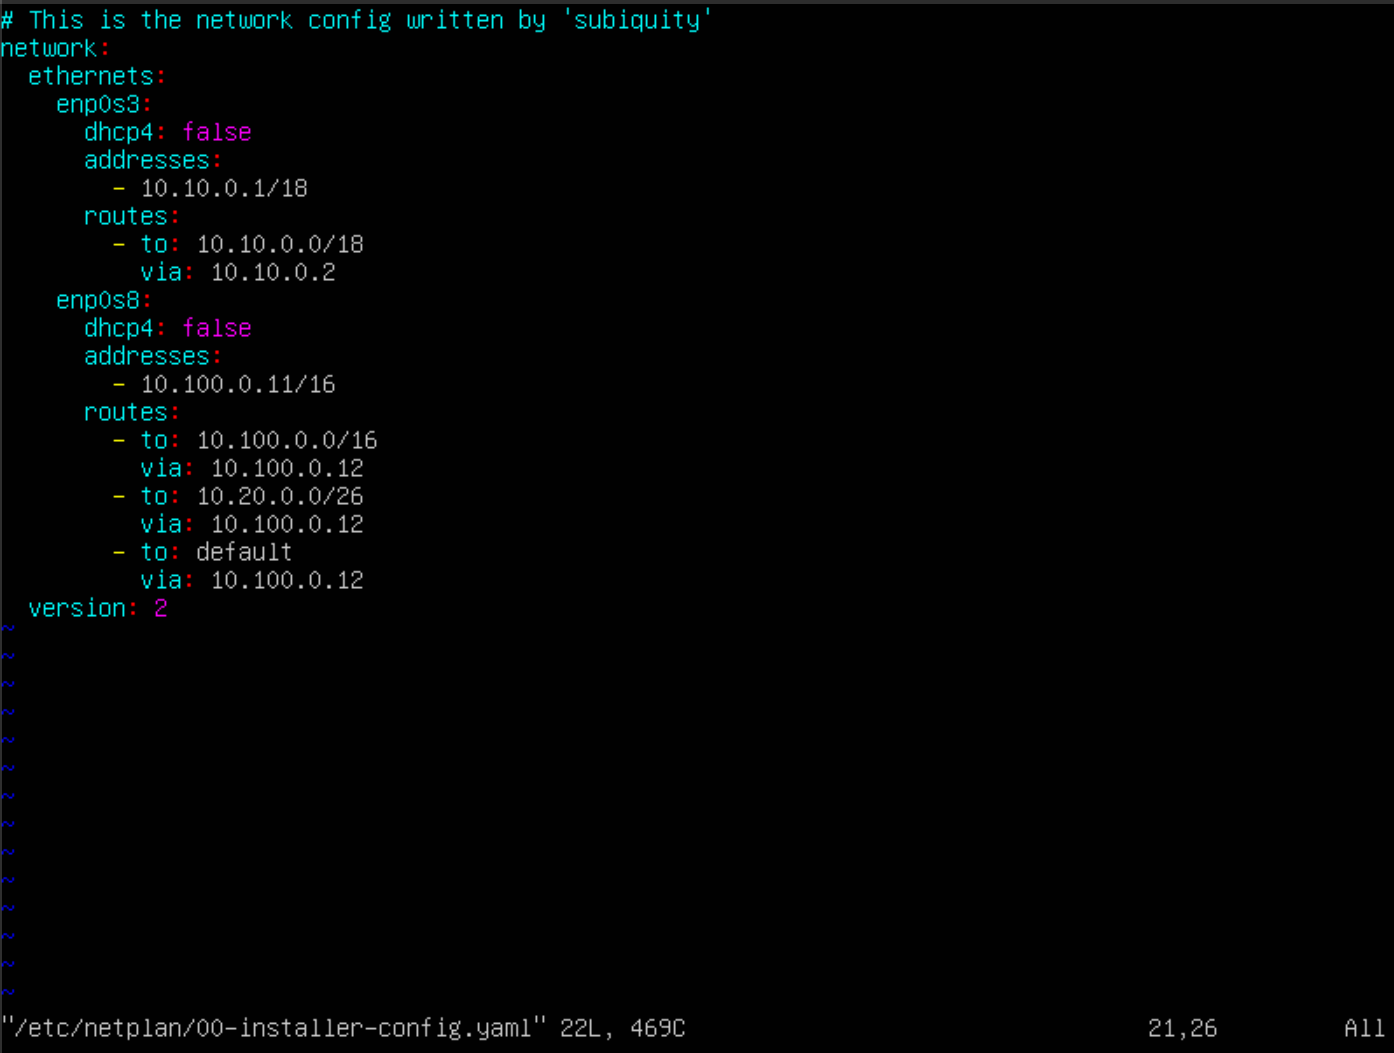 # This is the network config written by 'subiquity'
network:
  ethernets:
    enp0s3:
      dhcp4: false
      addresses:
        - 10.10.0.1/18
      routes:
        - to: 10.10.0.0/18
          via: 10.10.0.2
    enp0s8:
      dhcp4: false
      addresses:
        - 10.100.0.11/16
      routes:
        - to: 10.100.0.0/16
          via: 10.100.0.12
        - to: 10.20.0.0/26
          via: 10.100.0.12
        - to: default
          via: 10.100.0.12
  version: 2
~
~
~
~
~
~
~
~
~
~
~
~
~
~
"/etc/netplan/00-installer-config.yaml" 22L, 469C 21,26 All